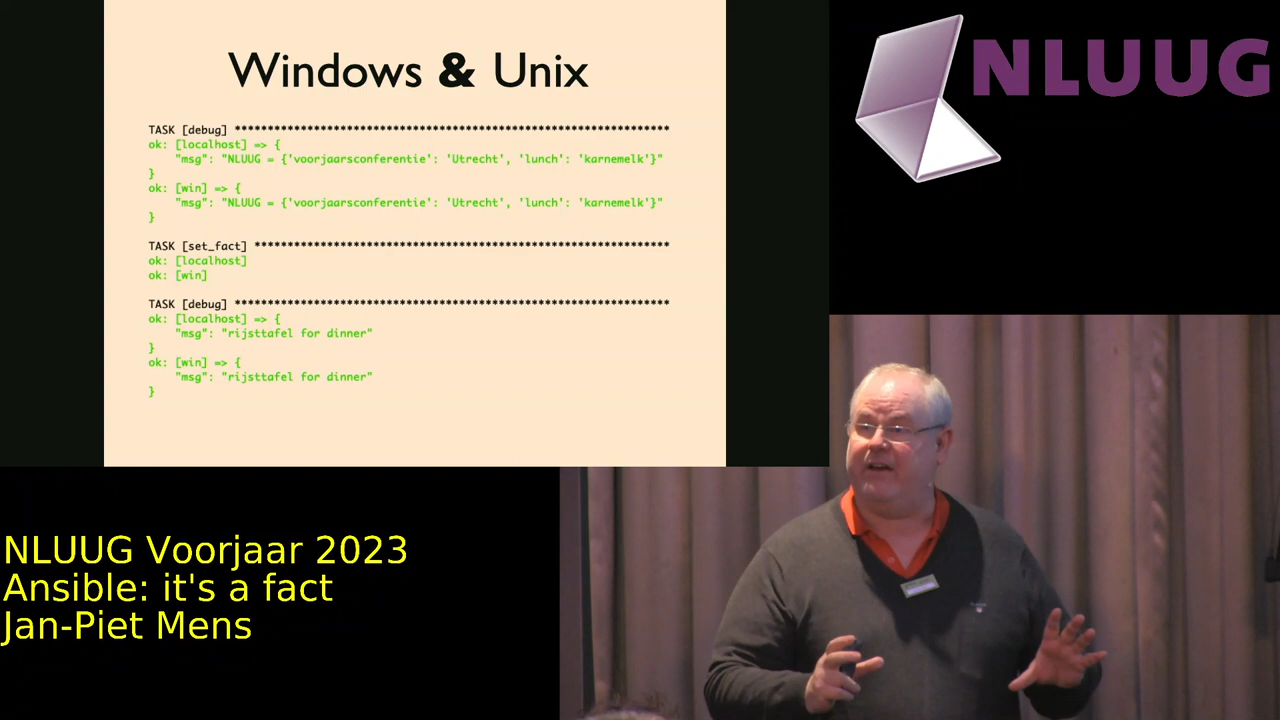 Windows & Unix
TASK [debug] ******************************************************************
ok: [localhost] => {
"msg": "NLUUG = {'voorjaarsconferentie': 'Utrecht', 'lunch': 'karnemelk'}"
}
ok: [win] => {
"msg": "NLUUG = {'voorjaarsconferentie': 'Utrecht', 'lunch': 'karnemelk'}"
}
TASK [set_fact] ***************************************************************
ok: [localhost]
ok: [win]
TASK [debug] ******************************************************************
ok: [localhost] => {
"msg": "rijsttafel for dinner"
}
ok: [win] => {
"msg": "rijsttafel for dinner"
}
NLUUG
NLUUG Voorjaar 2023
Ansible: it's a fact
Jan-Piet Mens